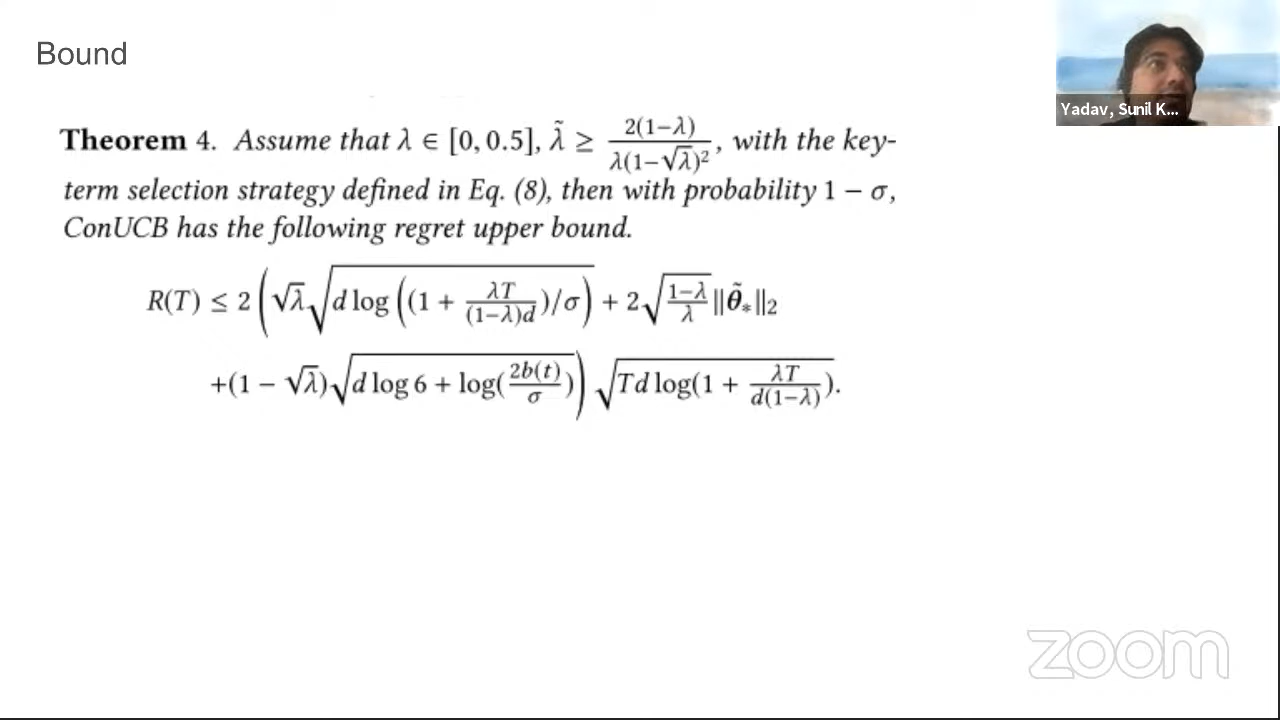 Bound
Yadav, Sunil K...
Theorem 4. Assume that λ ∈ [0, 0.5], λ̃ ≥ 2(1−λ) / λ(1−√λ)², with the key-
term selection strategy defined in Eq. (8), then with probability 1 − σ,
ConUCB has the following regret upper bound.
R(T) ≤ 2 ( √λ √(d log ((1 + λT/(1−λ)d)/σ)) + 2√((1−λ)/λ) ||θ̃*||₂
+(1 − √λ)√(d log 6 + log(2b(t)/σ)) ) √(Td log(1 + λT/d(1−λ))).
zoom